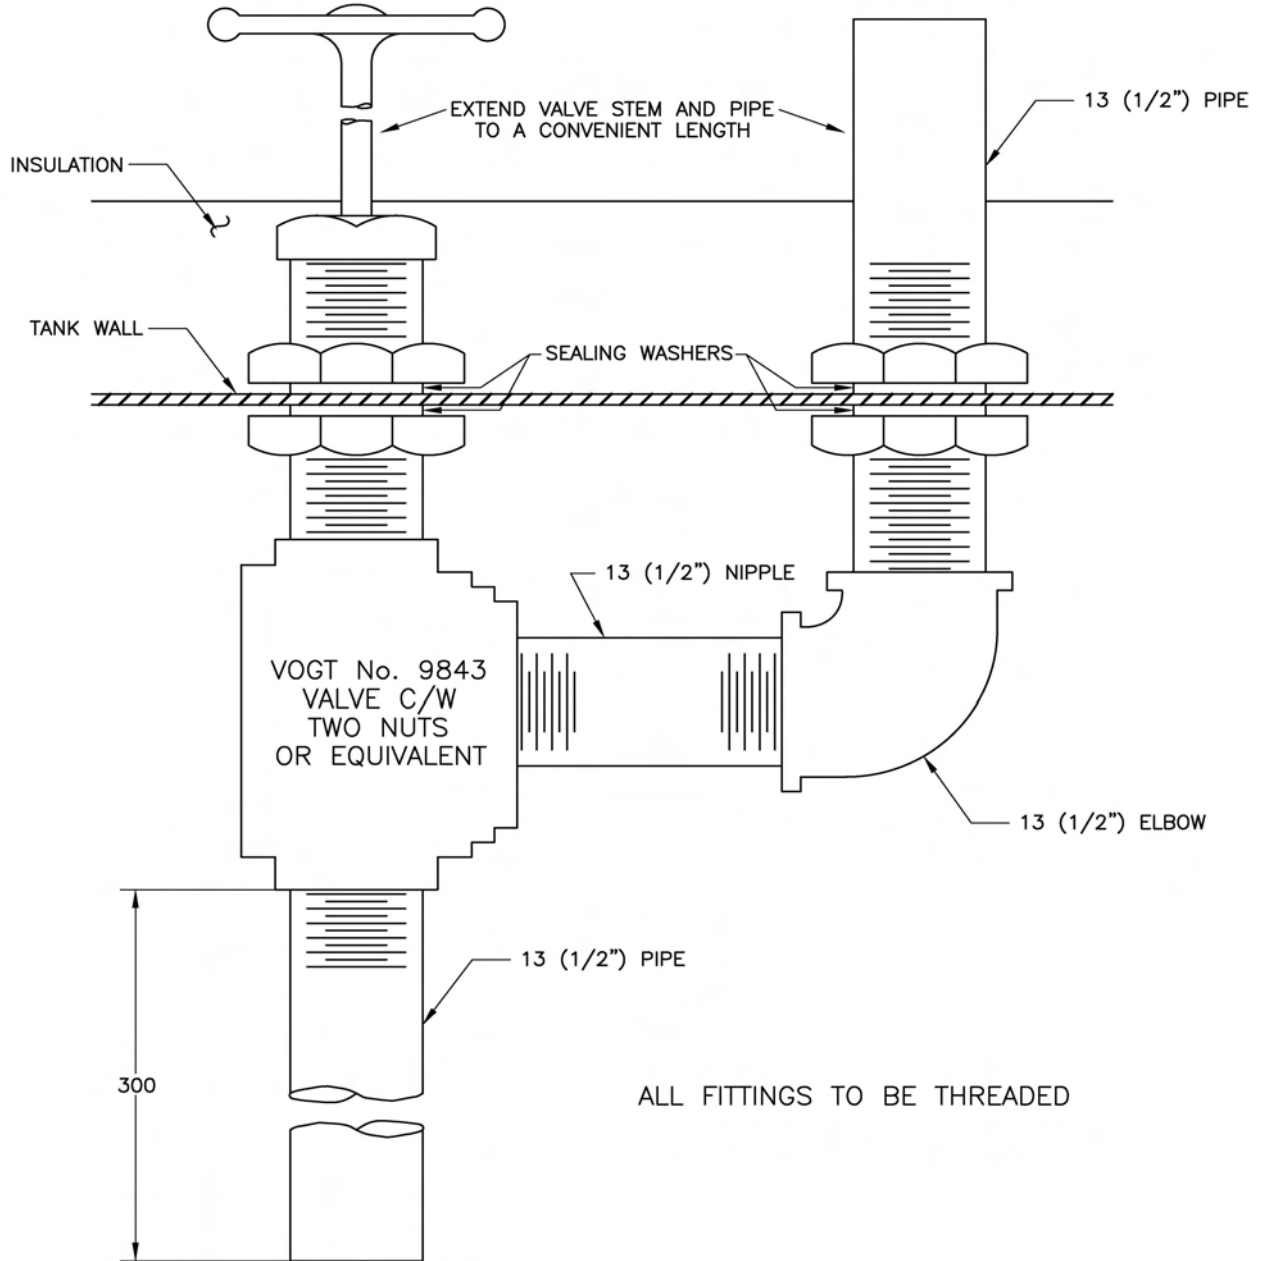 EXTEND VALVE STEM AND PIPE
TO A CONVENIENT LENGTH
13 (1/2") PIPE
INSULATION
TANK WALL
SEALING WASHERS
13 (1/2") NIPPLE
VOGT No. 9843
VALVE C/W
TWO NUTS
OR EQUIVALENT
13 (1/2") ELBOW
13 (1/2") PIPE
300
ALL FITTINGS TO BE THREADED